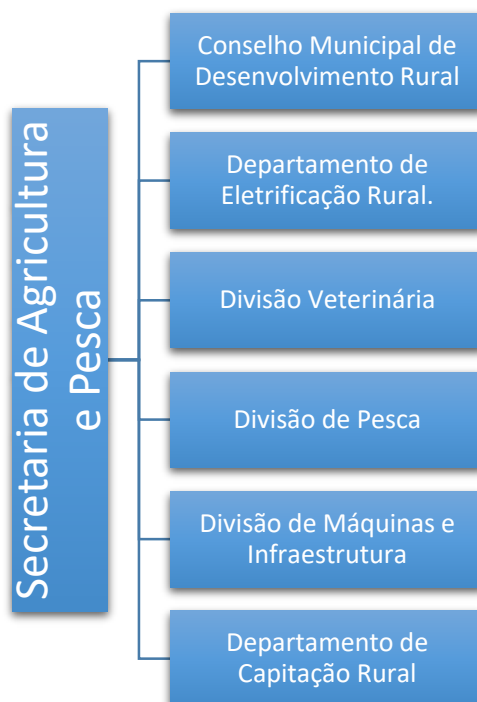 Secretaria de Agricultura
e Pesca
Conselho Municipal de
Desenvolvimento Rural
Departamento de
Eletrificação Rural.
Divisão Veterinária
Divisão de Pesca
Divisão de Máquinas e
Infraestrutura
Departamento de
Capitação Rural